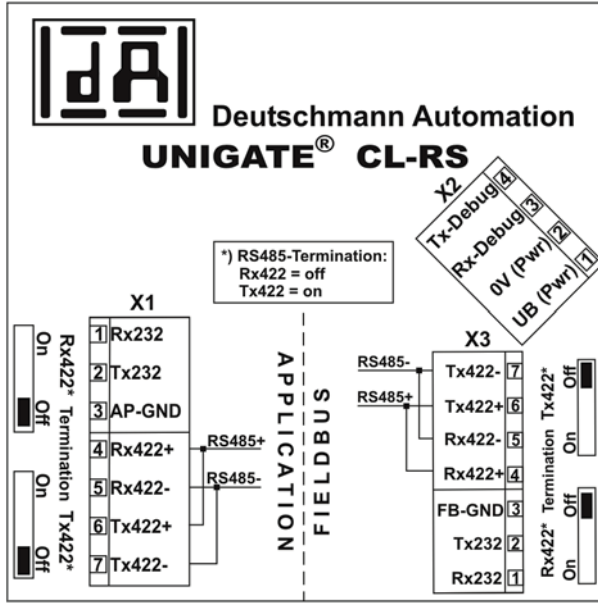 dA
Deutschmann Automation
UNIGATE® CL-RS
X2
Tx-Debug 4
Rx-Debug 3
0V (Pwr) 2
UB (Pwr) 1
*) RS485-Termination:
Rx422 = off
Tx422 = on
X1
1 Rx232
2 Tx232
3 AP-GND
4 Rx422+
5 Rx422-
6 Tx422+
7 Tx422-
RS485+
RS485-
On
Off
On
Off
Rx422* Termination Tx422*
APPLICATION
FIELDBUS
X3
RS485-
RS485+
Tx422- 7
Tx422+ 6
Rx422- 5
Rx422+ 4
FB-GND 3
Tx232 2
Rx232 1
Off
On
Off
On
Rx422* Termination Tx422*